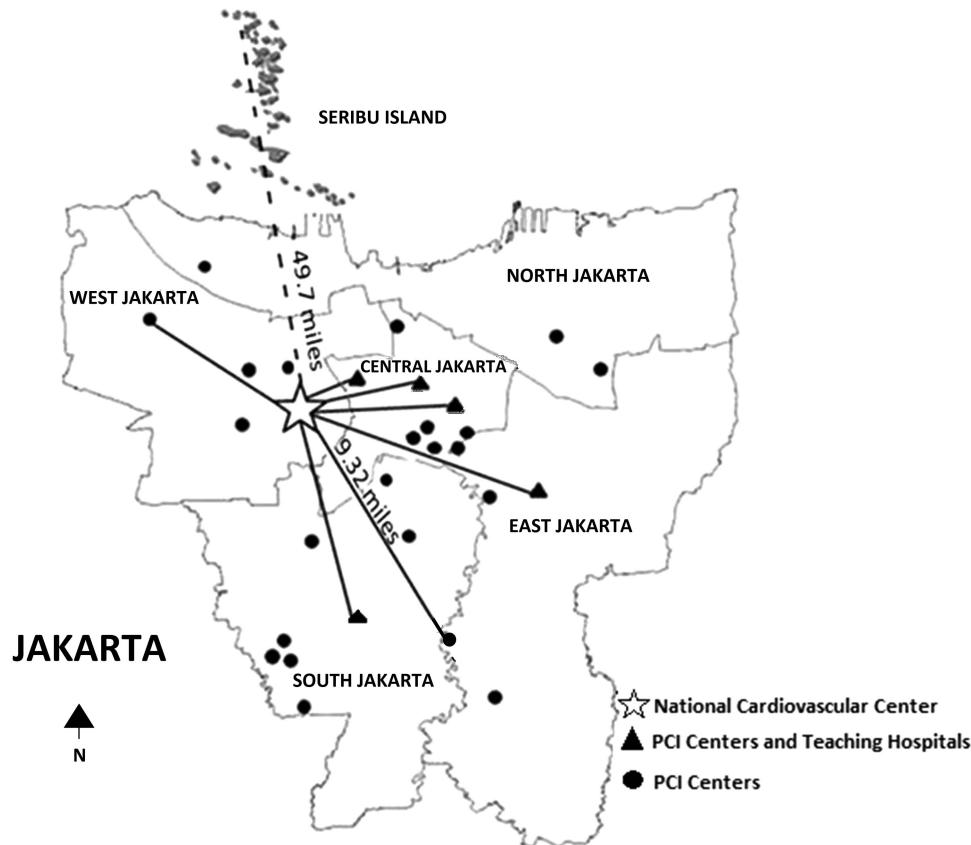 SERIBU ISLAND
49.7 miles
NORTH JAKARTA
WEST JAKARTA
CENTRAL JAKARTA
9.32 miles
EAST JAKARTA
JAKARTA
SOUTH JAKARTA
N
National Cardiovascular Center
PCI Centers and Teaching Hospitals
PCI Centers